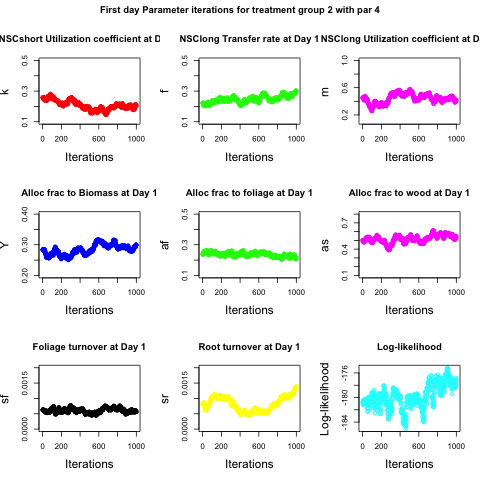 First day Parameter iterations for treatment group 2 with par 4
NSCshort Utilization coefficient at D
NSClong Transfer rate at Day 1
NSClong Utilization coefficient at D
k
0.1 0.3 0.5
0 200 600 1000
Iterations
f
0.1 0.3 0.5
0 200 600 1000
Iterations
m
0.2 0.6 1.0
0 200 600 1000
Iterations
Alloc frac to Biomass at Day 1
Alloc frac to foliage at Day 1
Alloc frac to wood at Day 1
Y
0.20 0.30 0.40
0 200 600 1000
Iterations
af
0.1 0.3 0.5
0 200 600 1000
Iterations
as
0.1 0.4 0.7
0 200 600 1000
Iterations
Foliage turnover at Day 1
Root turnover at Day 1
Log-likelihood
sf
0.0000 0.0015
0 200 600 1000
Iterations
sr
0.0000 0.0015
0 200 600 1000
Iterations
Log-likelihood
-184 -180 -176
0 200 600 1000
Iterations